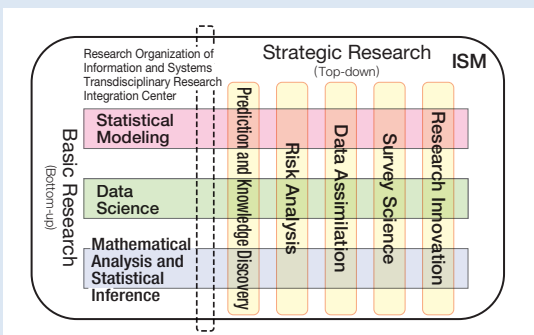 Research Organization of
Information and Systems
Transdisciplinary Research
Integration Center
Strategic Research
(Top-down)
ISM
Basic Research
(Bottom-up)
Statistical
Modeling
Data
Science
Mathematical
Analysis and
Statistical
Inference
Prediction and Knowledge Discovery
Risk Analysis
Data Assimilation
Survey Science
Research Innovation